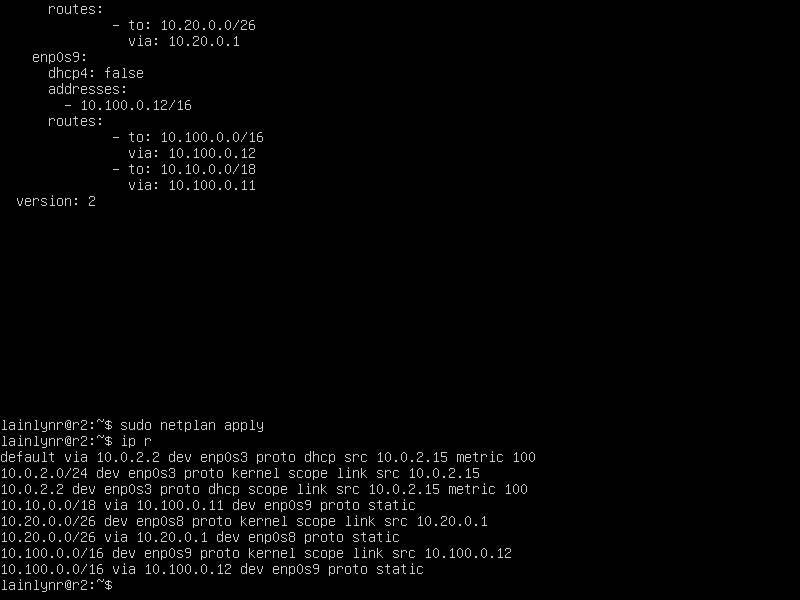 routes:
              - to: 10.20.0.0/26
                via: 10.20.0.1
    enp0s9:
      dhcp4: false
      addresses:
        - 10.100.0.12/16
      routes:
              - to: 10.100.0.0/16
                via: 10.100.0.12
              - to: 10.10.0.0/18
                via: 10.100.0.11
  version: 2
lainlynr@r2:~$ sudo netplan apply
lainlynr@r2:~$ ip r
default via 10.0.2.2 dev enp0s3 proto dhcp src 10.0.2.15 metric 100
10.0.2.0/24 dev enp0s3 proto kernel scope link src 10.0.2.15
10.0.2.2 dev enp0s3 proto dhcp scope link src 10.0.2.15 metric 100
10.10.0.0/18 via 10.100.0.11 dev enp0s9 proto static
10.20.0.0/26 dev enp0s8 proto kernel scope link src 10.20.0.1
10.20.0.0/26 via 10.20.0.1 dev enp0s8 proto static
10.100.0.0/16 dev enp0s9 proto kernel scope link src 10.100.0.12
10.100.0.0/16 via 10.100.0.12 dev enp0s9 proto static
lainlynr@r2:~$